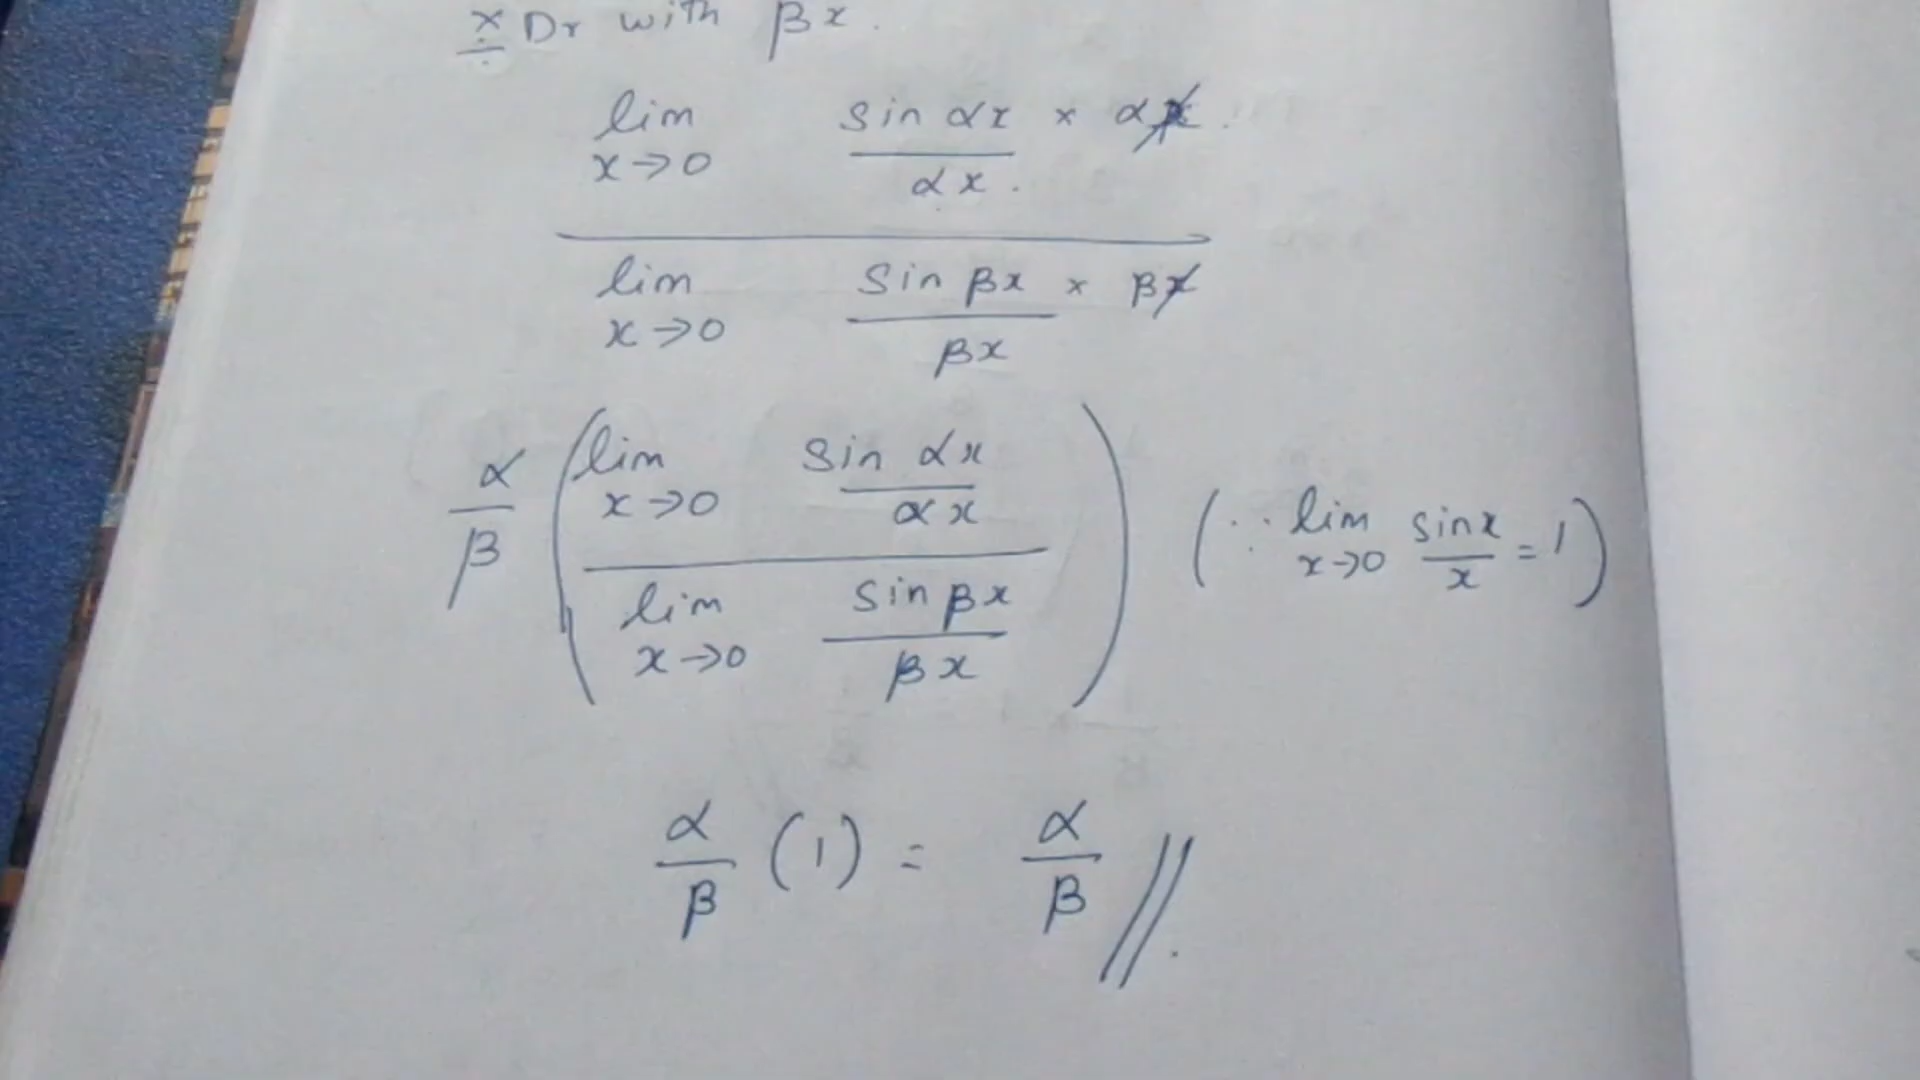 ×/÷ Dr with βx.
lim x→0 sin αx / αx . × αx .
lim x→0 sin βx / βx × βx
α/β ( lim x→0 sin αx / αx / lim x→0 sin βx / βx ) (∵ lim x→0 sinx / x = 1)
α/β (1) = α/β //.